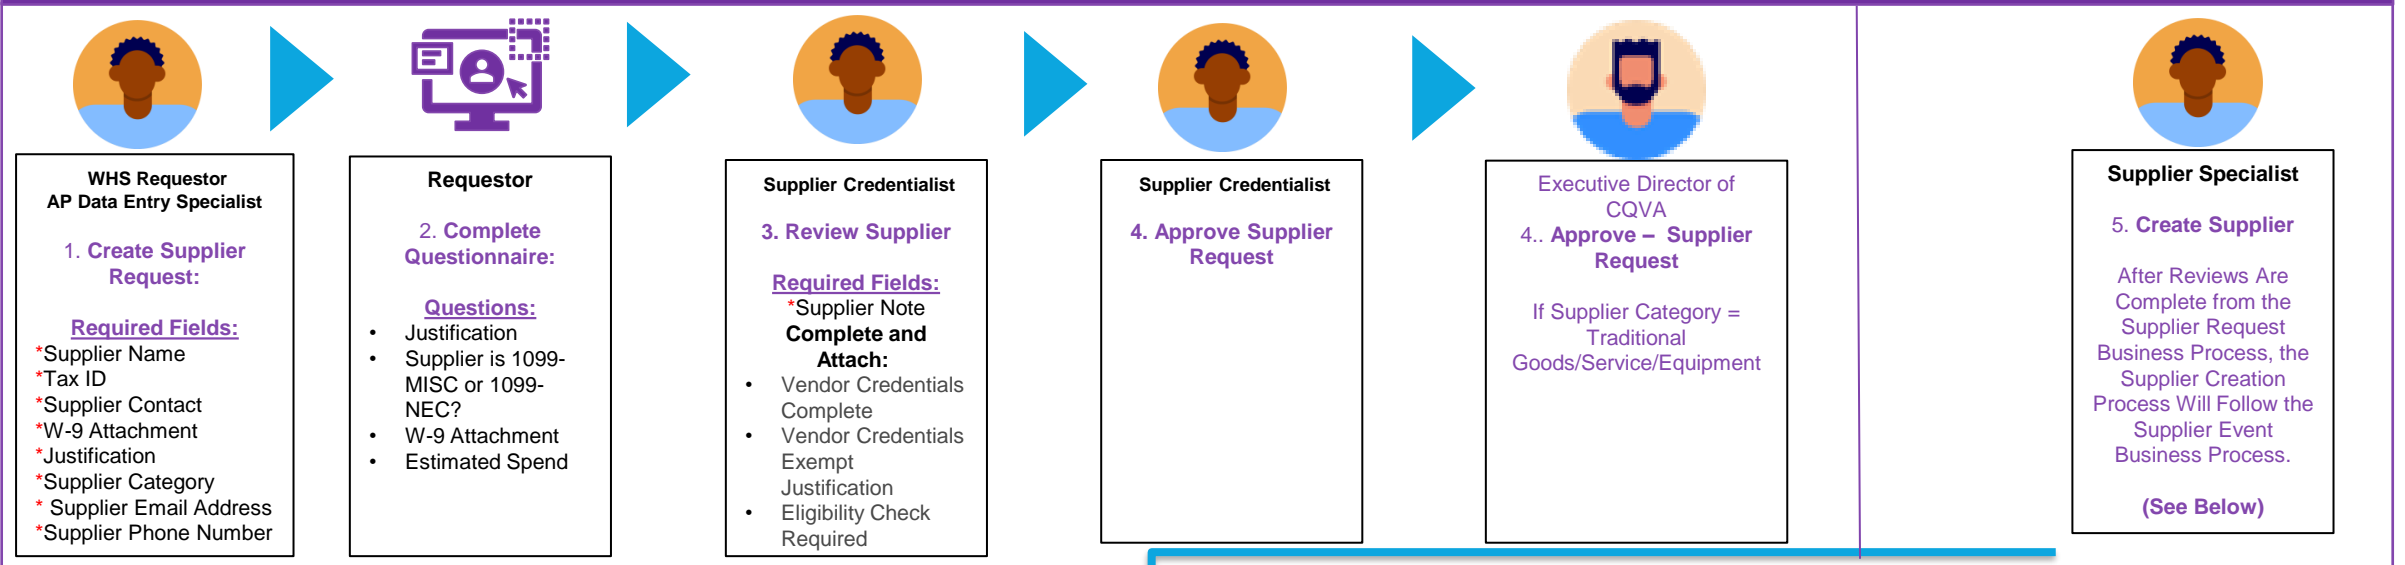 WHS Requestor
AP Data Entry Specialist
1. Create Supplier
Request:
Required Fields:
*Supplier Name
*Tax ID
*Supplier Contact
*W-9 Attachment
*Justification
*Supplier Category
* Supplier Email Address
*Supplier Phone Number
Requestor
2. Complete
Questionnaire:
Questions:
• Justification
• Supplier is 1099-
MISC or 1099-
NEC?
• W-9 Attachment
• Estimated Spend
Supplier Credentialist
3. Review Supplier
Required Fields:
*Supplier Note
Complete and
Attach:
• Vendor Credentials
Complete
• Vendor Credentials
Exempt
Justification
• Eligibility Check
Required
Supplier Credentialist
4. Approve Supplier
Request
Executive Director of
CQVA
4.. Approve – Supplier
Request
If Supplier Category =
Traditional
Goods/Service/Equipment
Supplier Specialist
5. Create Supplier
After Reviews Are
Complete from the
Supplier Request
Business Process, the
Supplier Creation
Process Will Follow the
Supplier Event
Business Process.
(See Below)